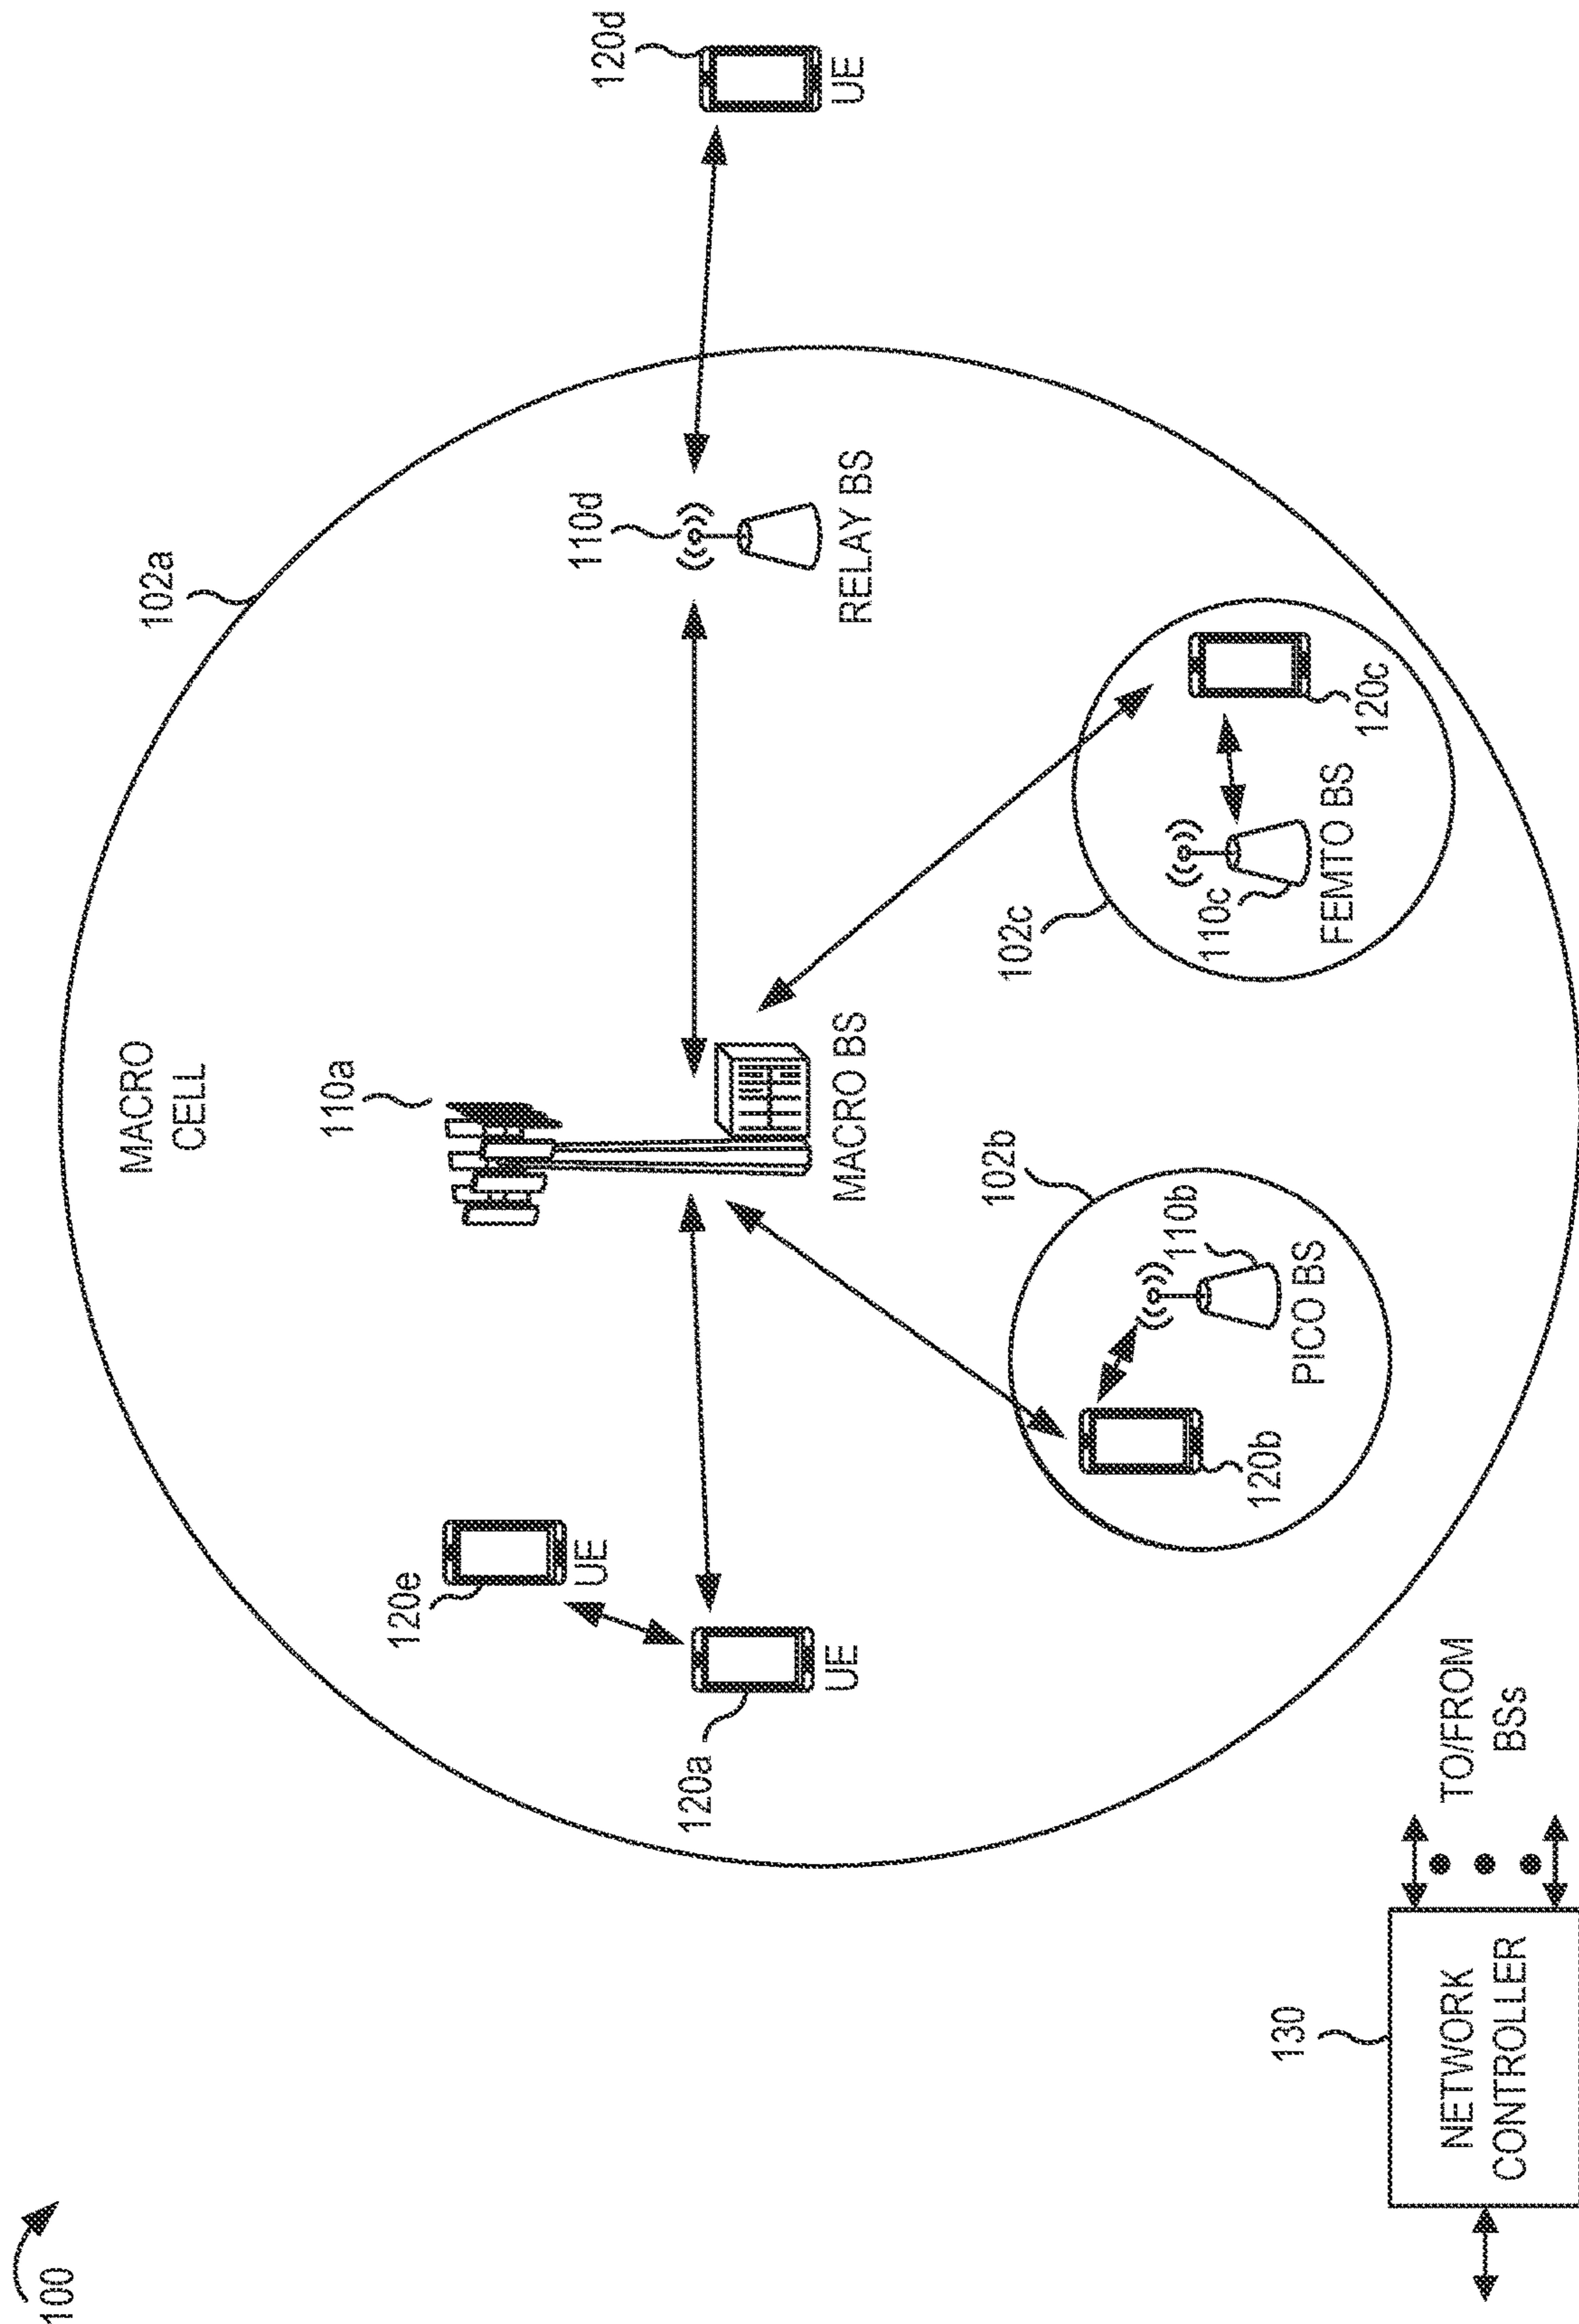 100
MACRO
CELL
102a
110a
120e
UE
120a
UE
MACRO BS
110d
RELAY BS
120d
UE
102b
110b
PICO BS
120b
102c
110c
FEMTO BS
120c
130
NETWORK
CONTROLLER
TO/FROM
BSs